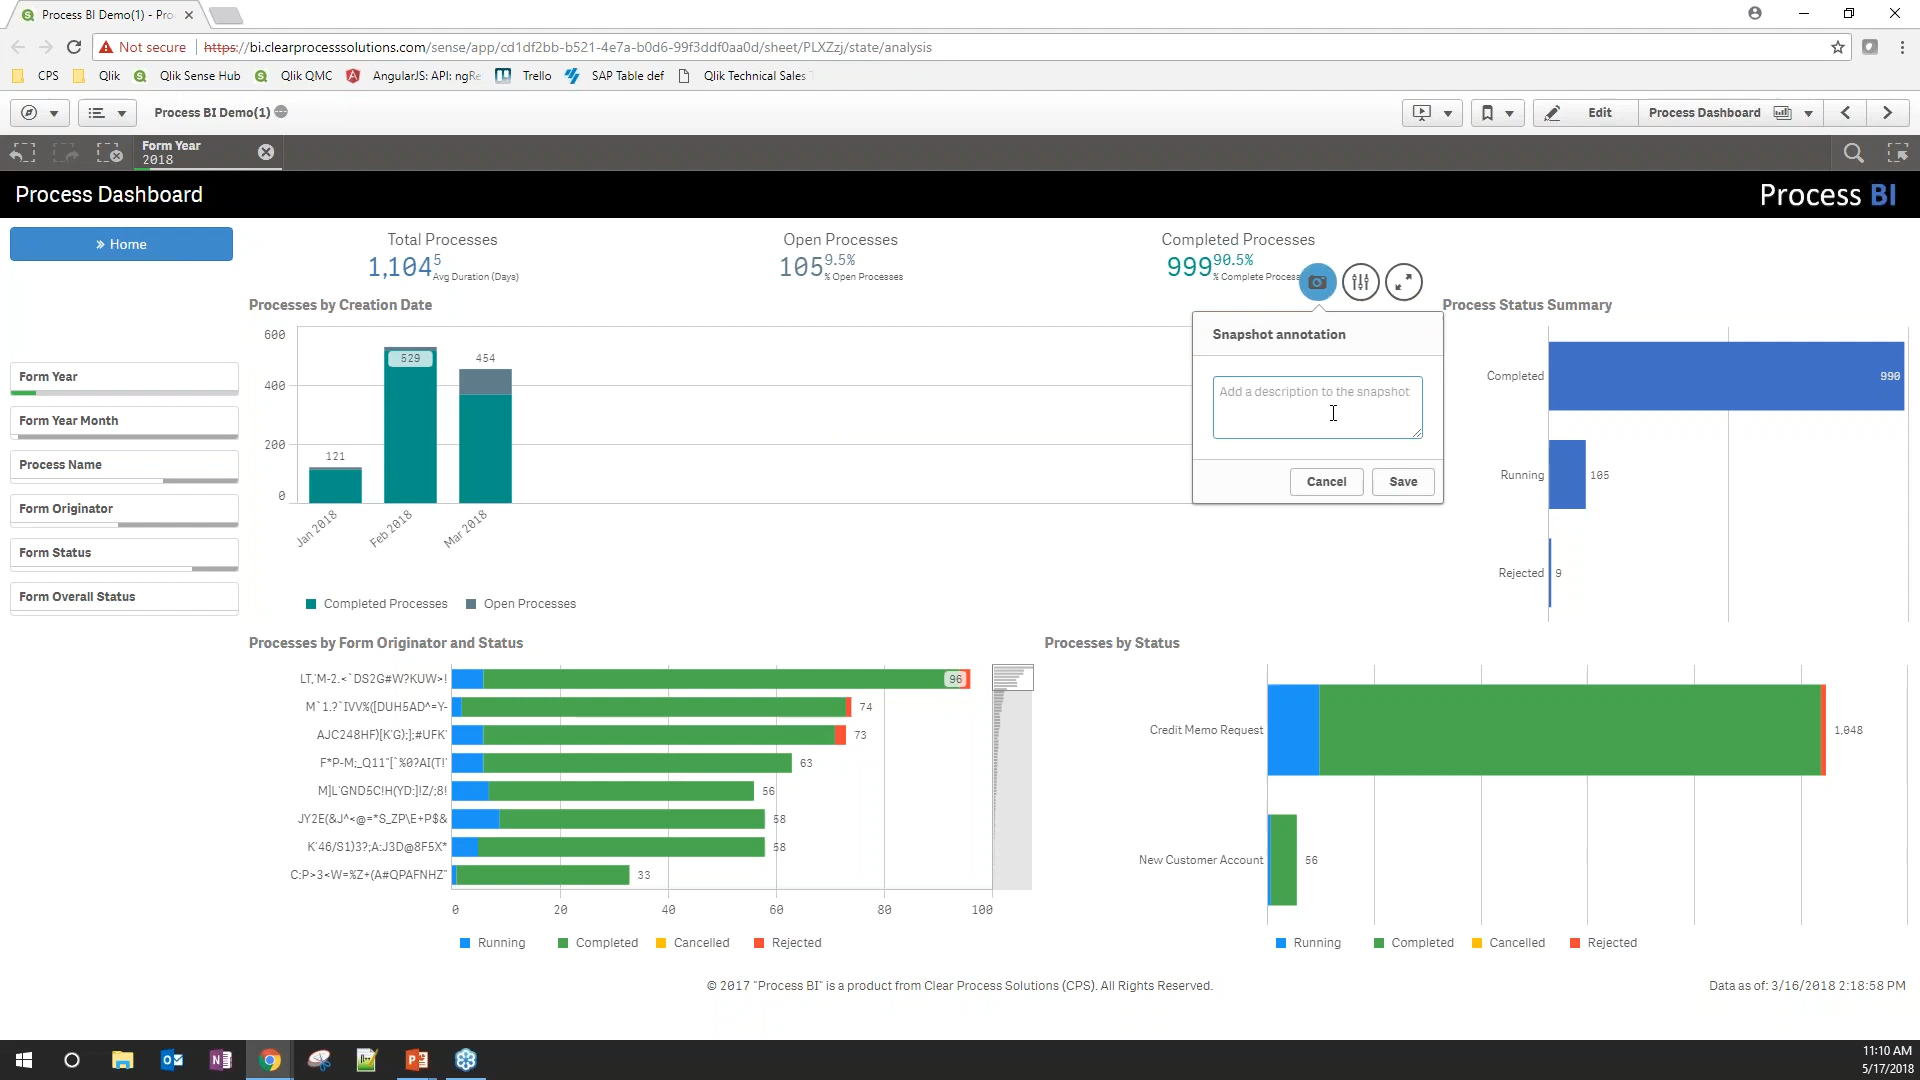 Process BI Demo(1) - Pro
Not secure
https://bi.clearprocesssolutions.com/sense/app/cd1df2bb-b521-4e7a-b0d6-99f3ddf0aa0d/sheet/PLXZzj/state/analysis
CPS
Qlik
Qlik Sense Hub
Qlik QMC
AngularJS: API: ngRe
Trello
SAP Table def
Qlik Technical Sales
Process BI Demo(1)
Edit
Process Dashboard
Form Year
2018
Process Dashboard
Process BI
Home
Total Processes
1,104
5
Avg Duration (Days)
Open Processes
105
9.5%
% Open Processes
Completed Processes
999
90.5%
% Complete Process
Processes by Creation Date
Process Status Summary
Form Year
Form Year Month
Process Name
Form Originator
Form Status
Form Overall Status
600
400
200
0
121
529
454
Jan 2018
Feb 2018
Mar 2018
Completed Processes
Open Processes
Snapshot annotation
Add a description to the snapshot
Cancel
Save
Completed
990
Running
105
Rejected
9
Processes by Form Originator and Status
LT,'M-2.<`DS2G#W?KUW>!
96
M`1.?`IVV%([DUH5AD^=Y-
74
73
63
56
58
58
33
0
20
40
60
80
100
Running
Completed
Cancelled
Rejected
Processes by Status
Credit Memo Request
1,048
New Customer Account
56
Running
Completed
Cancelled
Rejected
© 2017 "Process BI" is a product from Clear Process Solutions (CPS). All Rights Reserved.
Data as of: 3/16/2018 2:18:58 PM
11:10 AM
5/17/2018